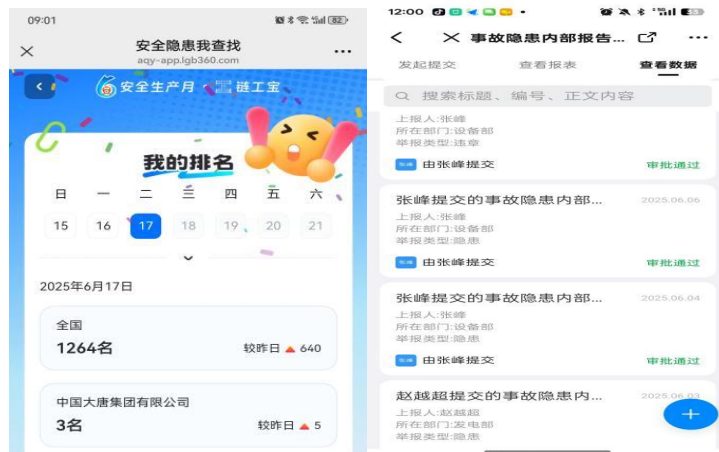 09:01
82
安全隐患我查找
aqy-app.lgb360.com
安全生产月
链工宝
我的排名
日 一 二 三 四 五 六
15 16 17 18 19 20 21
2025年6月17日
全国
1264名
较昨日 640
中国大唐集团有限公司
3名
较昨日 5
12:00
事故隐患内部报告...
发起提交 查看报表 查看数据
搜索标题、编号、正文内容
上报人:张峰
所在部门:设备部
举报类型:违章
由张峰提交 审批通过
张峰提交的事故隐患内部... 2025.06.06
上报人:张峰
所在部门:设备部
举报类型:隐患
由张峰提交 审批通过
张峰提交的事故隐患内部... 2025.06.04
上报人:张峰
所在部门:设备部
举报类型:隐患
由张峰提交 审批通过
赵越超提交的事故隐患内... 2025.06.03
上报人:赵越超
所在部门:发电部
举报类型:隐患